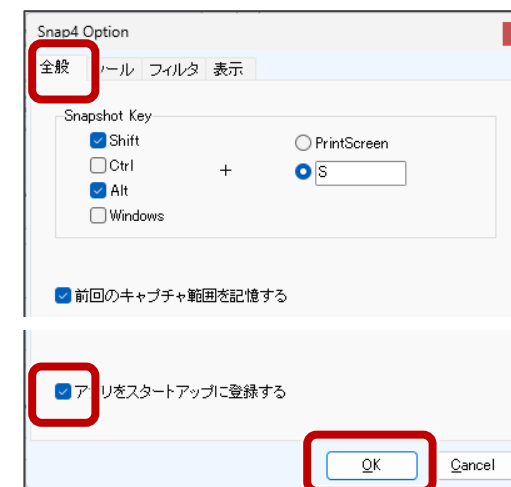 Snap4 Option
全般 ール フィルタ 表示
Snapshot Key
Shift
PrintScreen
Ctrl
+
S
Alt
Windows
前回のキャプチャ範囲を記憶する
アプリをスタートアップに登録する
OK Cancel